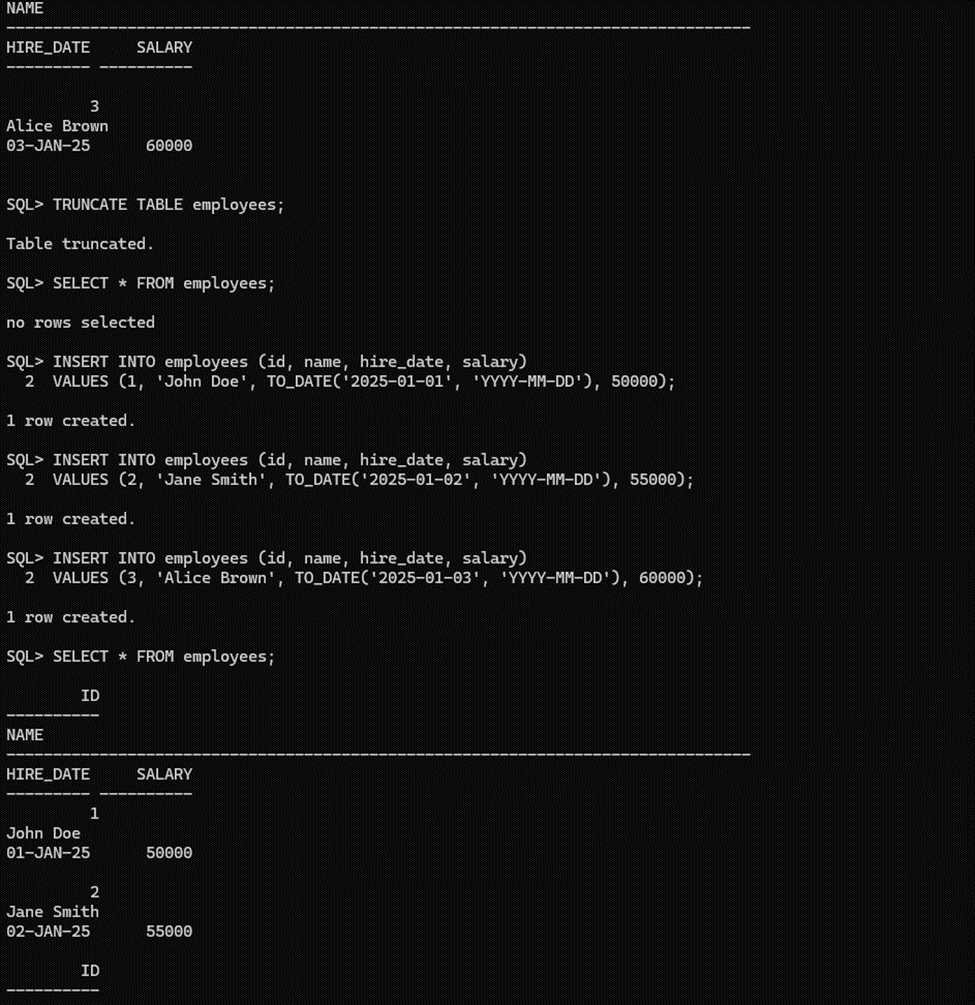 NAME
--------------------------------------------------------------------------------
HIRE_DATE     SALARY
--------- ----------
         3
Alice Brown
03-JAN-25      60000
SQL> TRUNCATE TABLE employees;
Table truncated.
SQL> SELECT * FROM employees;
no rows selected
SQL> INSERT INTO employees (id, name, hire_date, salary)
  2  VALUES (1, 'John Doe', TO_DATE('2025-01-01', 'YYYY-MM-DD'), 50000);
1 row created.
SQL> INSERT INTO employees (id, name, hire_date, salary)
  2  VALUES (2, 'Jane Smith', TO_DATE('2025-01-02', 'YYYY-MM-DD'), 55000);
1 row created.
SQL> INSERT INTO employees (id, name, hire_date, salary)
  2  VALUES (3, 'Alice Brown', TO_DATE('2025-01-03', 'YYYY-MM-DD'), 60000);
1 row created.
SQL> SELECT * FROM employees;
        ID
----------
NAME
--------------------------------------------------------------------------------
HIRE_DATE     SALARY
--------- ----------
         1
John Doe
01-JAN-25      50000
         2
Jane Smith
02-JAN-25      55000
        ID
----------